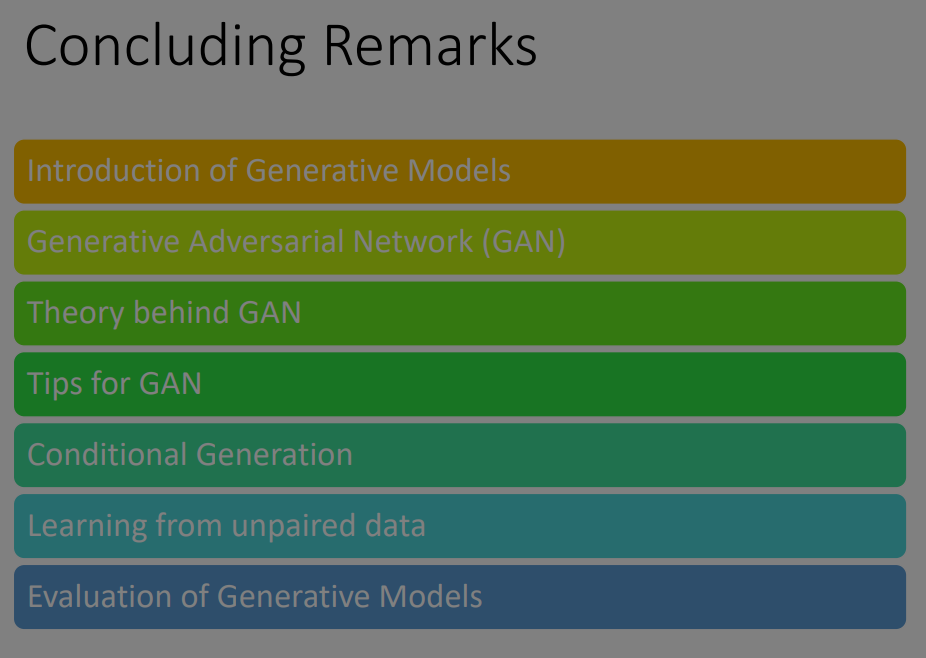 Concluding Remarks
Introduction of Generative Models
Generative Adversarial Network (GAN)
Theory behind GAN
Tips for GAN
Conditional Generation
Learning from unpaired data
Evaluation of Generative Models